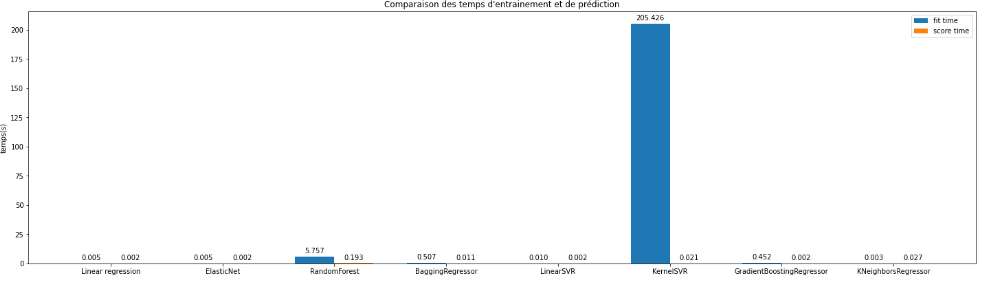 Comparaison des temps d'entrainement et de prédiction
fit time
score time
temps(s)
200
175
150
125
100
75
50
25
0
0.005 0.002 0.005 0.002 5.757 0.193 0.507 0.011 0.010 0.002 205.426 0.021 0.452 0.002 0.003 0.027
Linear regression ElasticNet RandomForest BaggingRegressor LinearSVR KernelSVR GradientBoostingRegressor KNeighborsRegressor